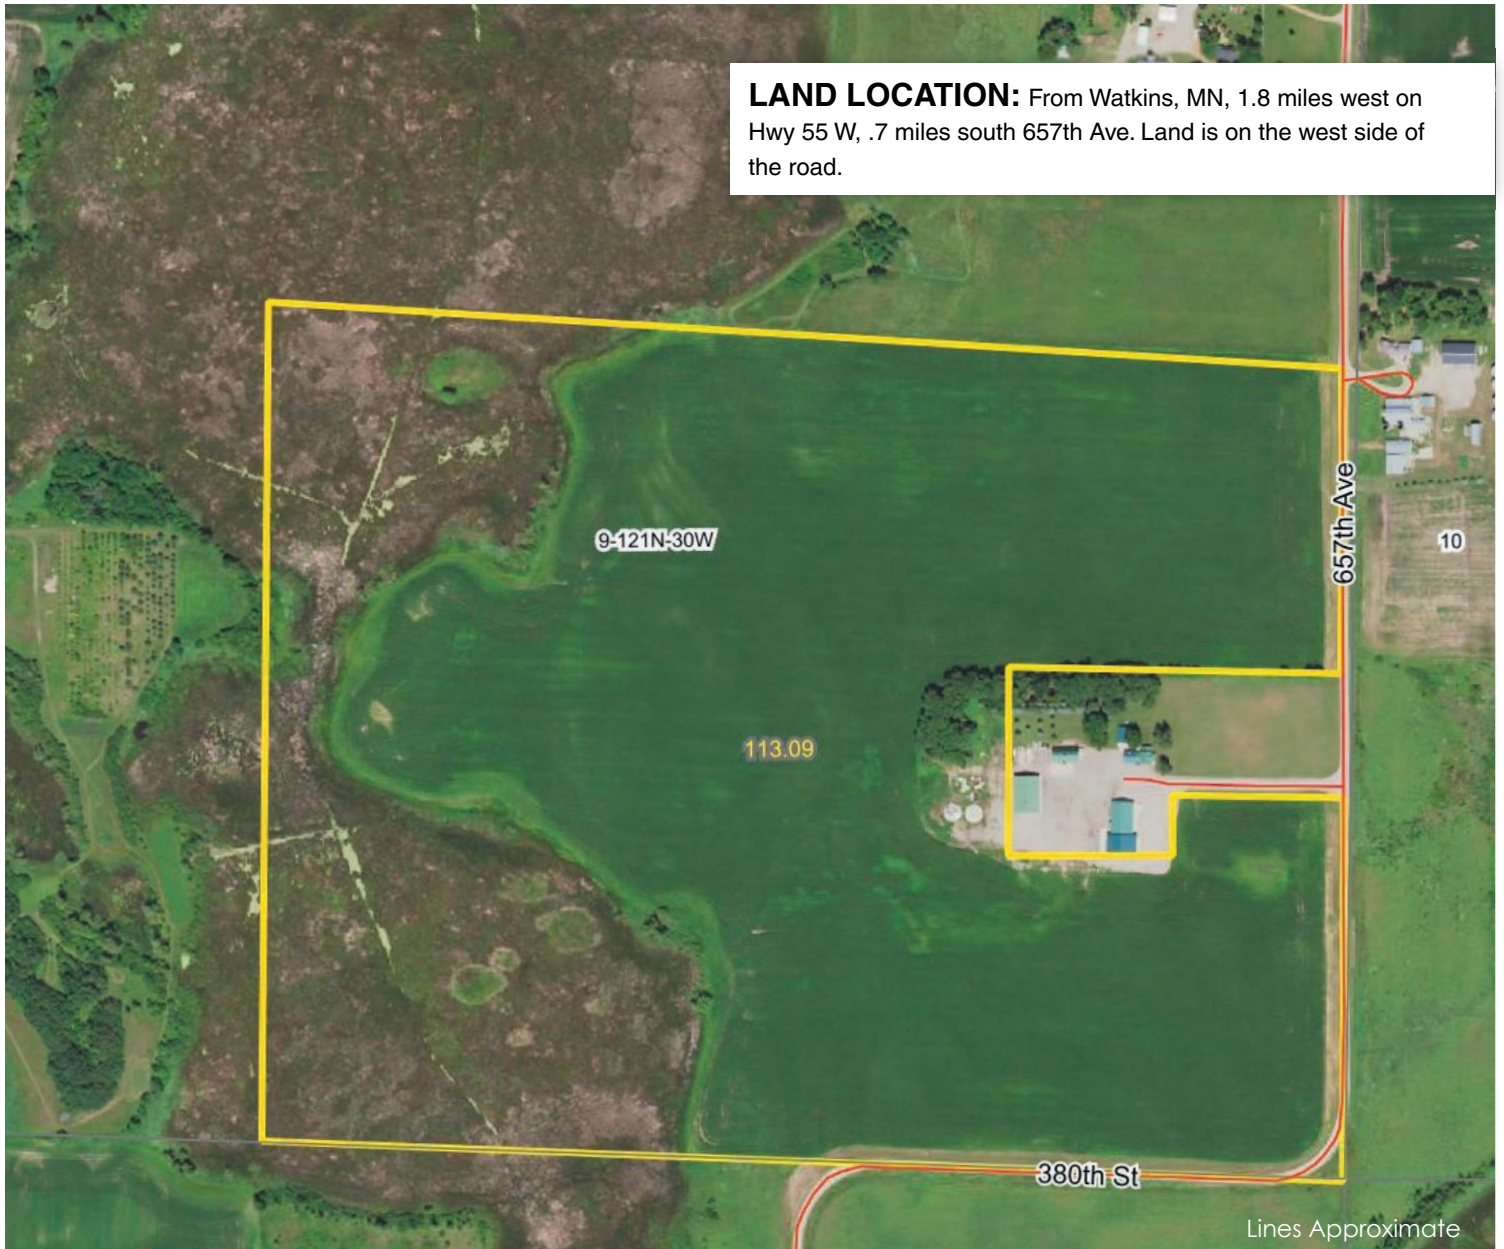 LAND LOCATION: From Watkins, MN, 1.8 miles west on
Hwy 55 W, .7 miles south 657th Ave. Land is on the west side of
the road.
9-121N-30W
657th Ave
10
113.09
380th St
Lines Approximate